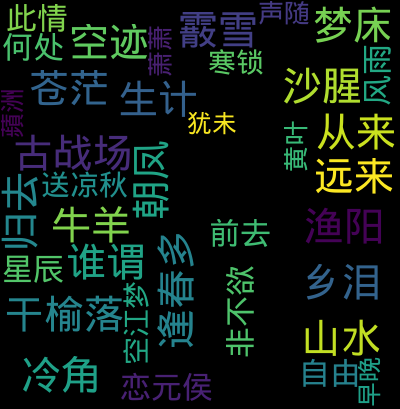 此情
何处
空迹
萧萧
霰雪
声随
梦床
寒锁
风雨
苍茫
生计
沙腥
蘋洲
犹未
从来
黄叶
古战场
朝凤
远来
送凉秋
归去
牛羊
前去
渔阳
星辰
谁谓
逢春多
乡泪
非不欲
空江梦
干榆落
山水
冷角
恋元侯
自由
早晚